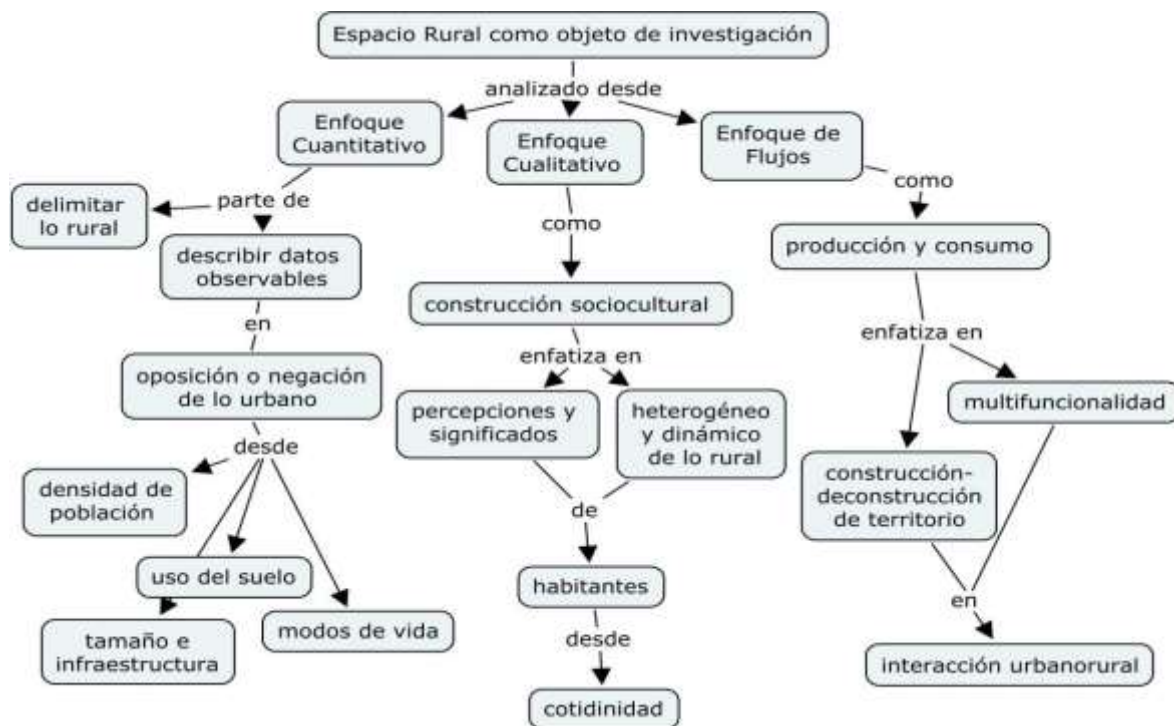 Espacio Rural como objeto de investigación
analizado desde
Enfoque
Cuantitativo
Enfoque
Cualitativo
Enfoque de
Flujos
parte de
delimitar
lo rural
describir datos
observables
en
oposición o negación
de lo urbano
desde
densidad de
población
uso del suelo
tamaño e
infraestructura
modos de vida
como
construcción sociocultural
enfatiza en
percepciones y
significados
heterogéneo
y dinámico
de lo rural
de
habitantes
desde
cotidinidad
como
producción y consumo
enfatiza en
multifuncionalidad
construcción-
deconstrucción
de territorio
en
interacción urbanorural